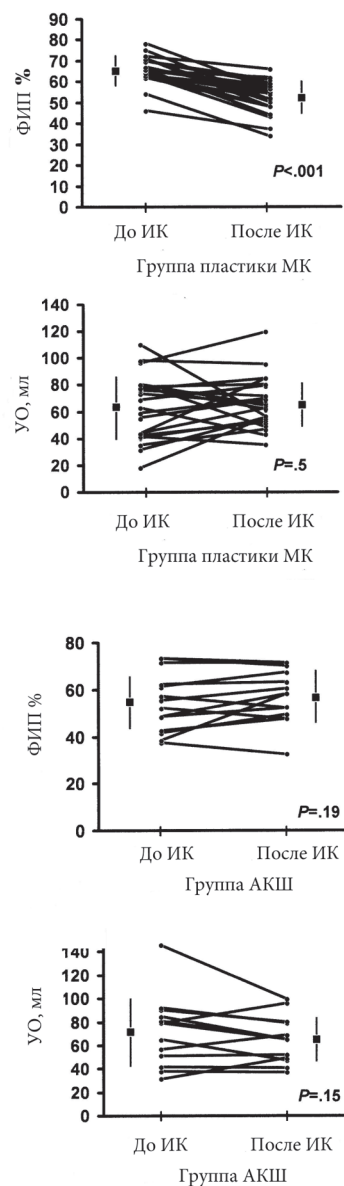 ФИП %
90
80
70
60
50
40
30
20
10
0
P<.001
До ИК После ИК
Группа пластики МК
УО, мл
140
120
100
80
60
40
20
0
P=.5
До ИК После ИК
Группа пластики МК
ФИП %
80
60
40
20
0
P=.19
До ИК После ИК
Группа АКШ
УО, мл
140
120
100
80
60
40
20
0
P=.15
До ИК После ИК
Группа АКШ